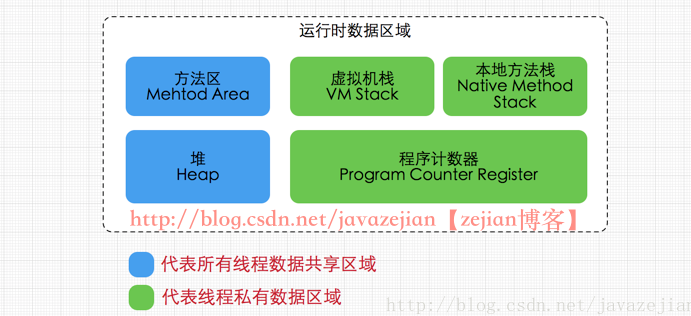 运行时数据区域
方法区
Mehtod Area
虚拟机栈
VM Stack
本地方法栈
Native Method
Stack
堆
Heap
程序计数器
Program Counter Register
http://blog.csdn.net/javazejian【zejian博客】
代表所有线程数据共享区域
代表线程私有数据区域
http://blog.csdn.net/javazejian